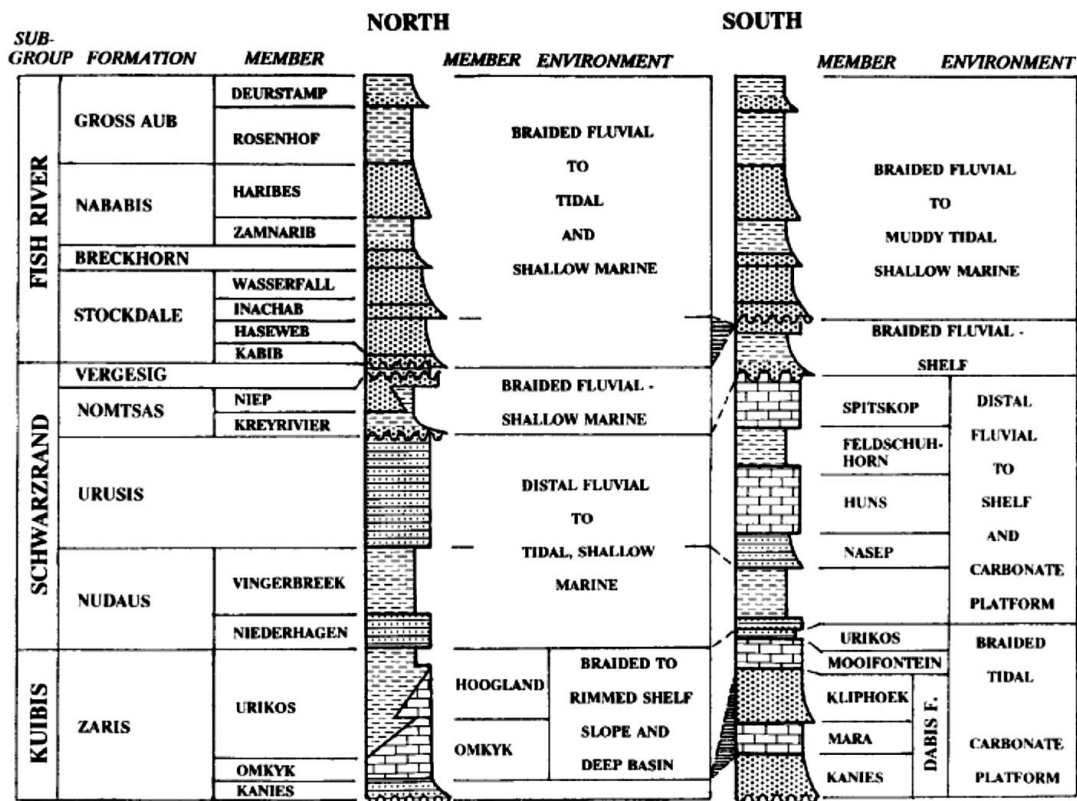 NORTH
SOUTH
SUB-
GROUP FORMATION MEMBER
MEMBER ENVIRONMENT
MEMBER ENVIRONMENT
FISH RIVER
SCHWARZRAND
KUIBIS
GROSS AUB
NABABIS
BRECKHORN
STOCKDALE
VERGESIG
NOMTSAS
URUSIS
NUDAUS
ZARIS
DEURSTAMP
ROSENHOF
HARIBES
ZAMNARIB
WASSERFALL
INACHAB
HASEWEB
KABIB
NIEP
KREYRIVIER
VINGERBREEK
NIEDERHAGEN
URIKOS
OMKYK
KANIES
HOOGLAND
OMKYK
BRAIDED FLUVIAL
TO
TIDAL
AND
SHALLOW MARINE
BRAIDED FLUVIAL -
SHALLOW MARINE
DISTAL FLUVIAL
TO
TIDAL, SHALLOW
MARINE
BRAIDED TO
RIMMED SHELF
SLOPE AND
DEEP BASIN
BRAIDED FLUVIAL
TO
MUDDY TIDAL
SHALLOW MARINE
BRAIDED FLUVIAL -
SHELF
SPITSKOP
FELDSCHUH-
HORN
HUNS
NASEP
URIKOS
MOOIFONTEIN
KLIPHOEK
MARA
KANIES
DABIS F.
DISTAL
FLUVIAL
TO
SHELF
AND
CARBONATE
PLATFORM
BRAIDED
TIDAL
CARBONATE
PLATFORM